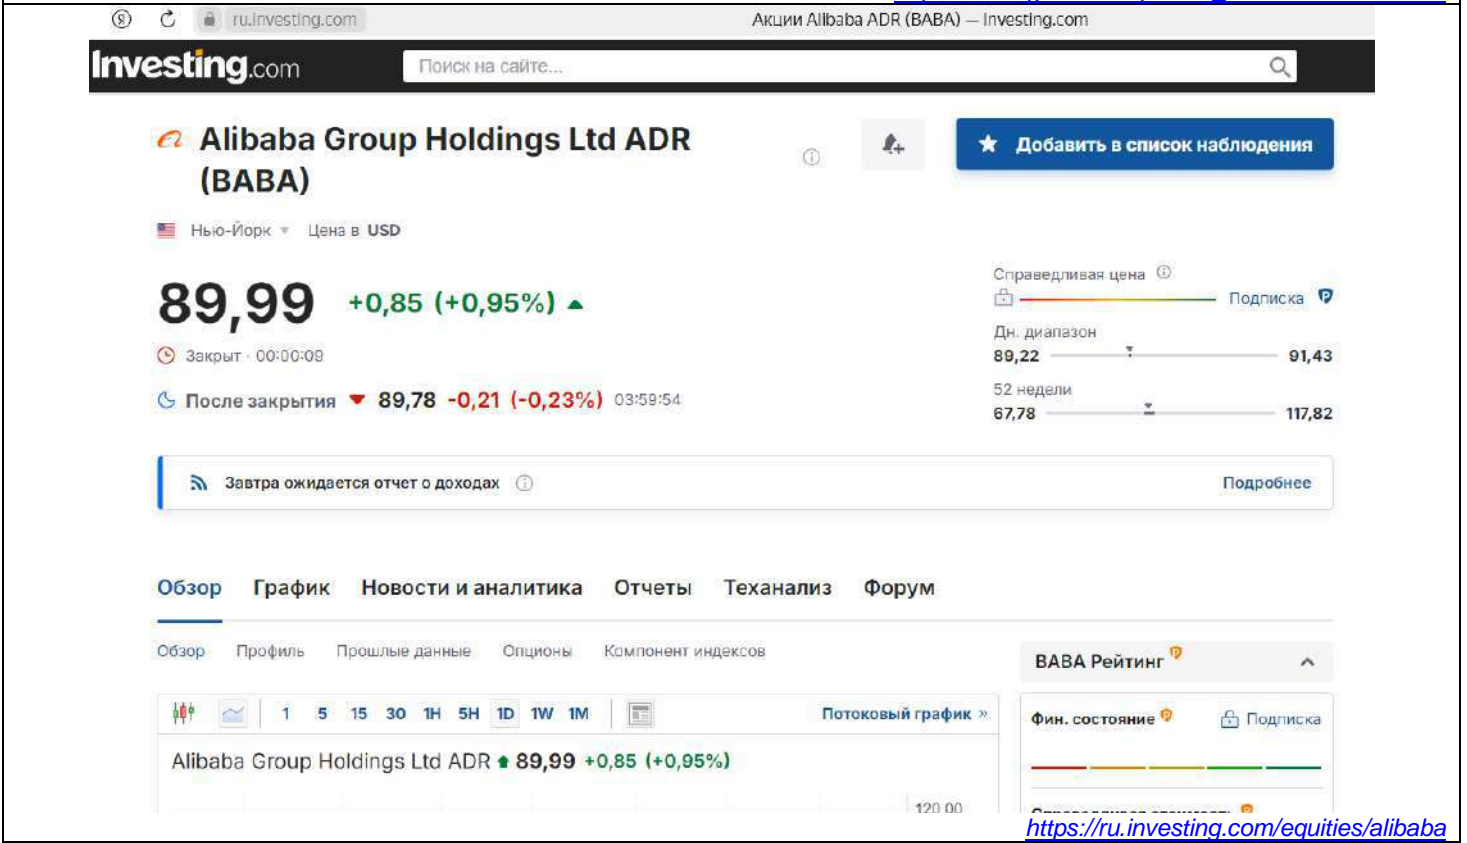 ru.investing.com
Акции Alibaba ADR (BABA) — Investing.com
Investing.com
Поиск на сайте...
Alibaba Group Holdings Ltd ADR
(BABA)
Добавить в список наблюдения
Нью-Йорк
Цена в USD
89,99 +0,85 (+0,95%)
Закрыт · 00:00:09
После закрытия 89,78 -0,21 (-0,23%) 03:59:54
Справедливая цена
Подписка
Дн. диапазон
89,22 91,43
52 недели
67,78 117,82
Завтра ожидается отчет о доходах
Подробнее
Обзор График Новости и аналитика Отчеты Теханализ Форум
Обзор Профиль Прошлые данные Опционы Компонент индексов
1 5 15 30 1H 5H 1D 1W 1M Потоковый график »
Alibaba Group Holdings Ltd ADR 89,99 +0,85 (+0,95%)
120,00
BABA Рейтинг
Фин. состояние Подписка
https://ru.investing.com/equities/alibaba